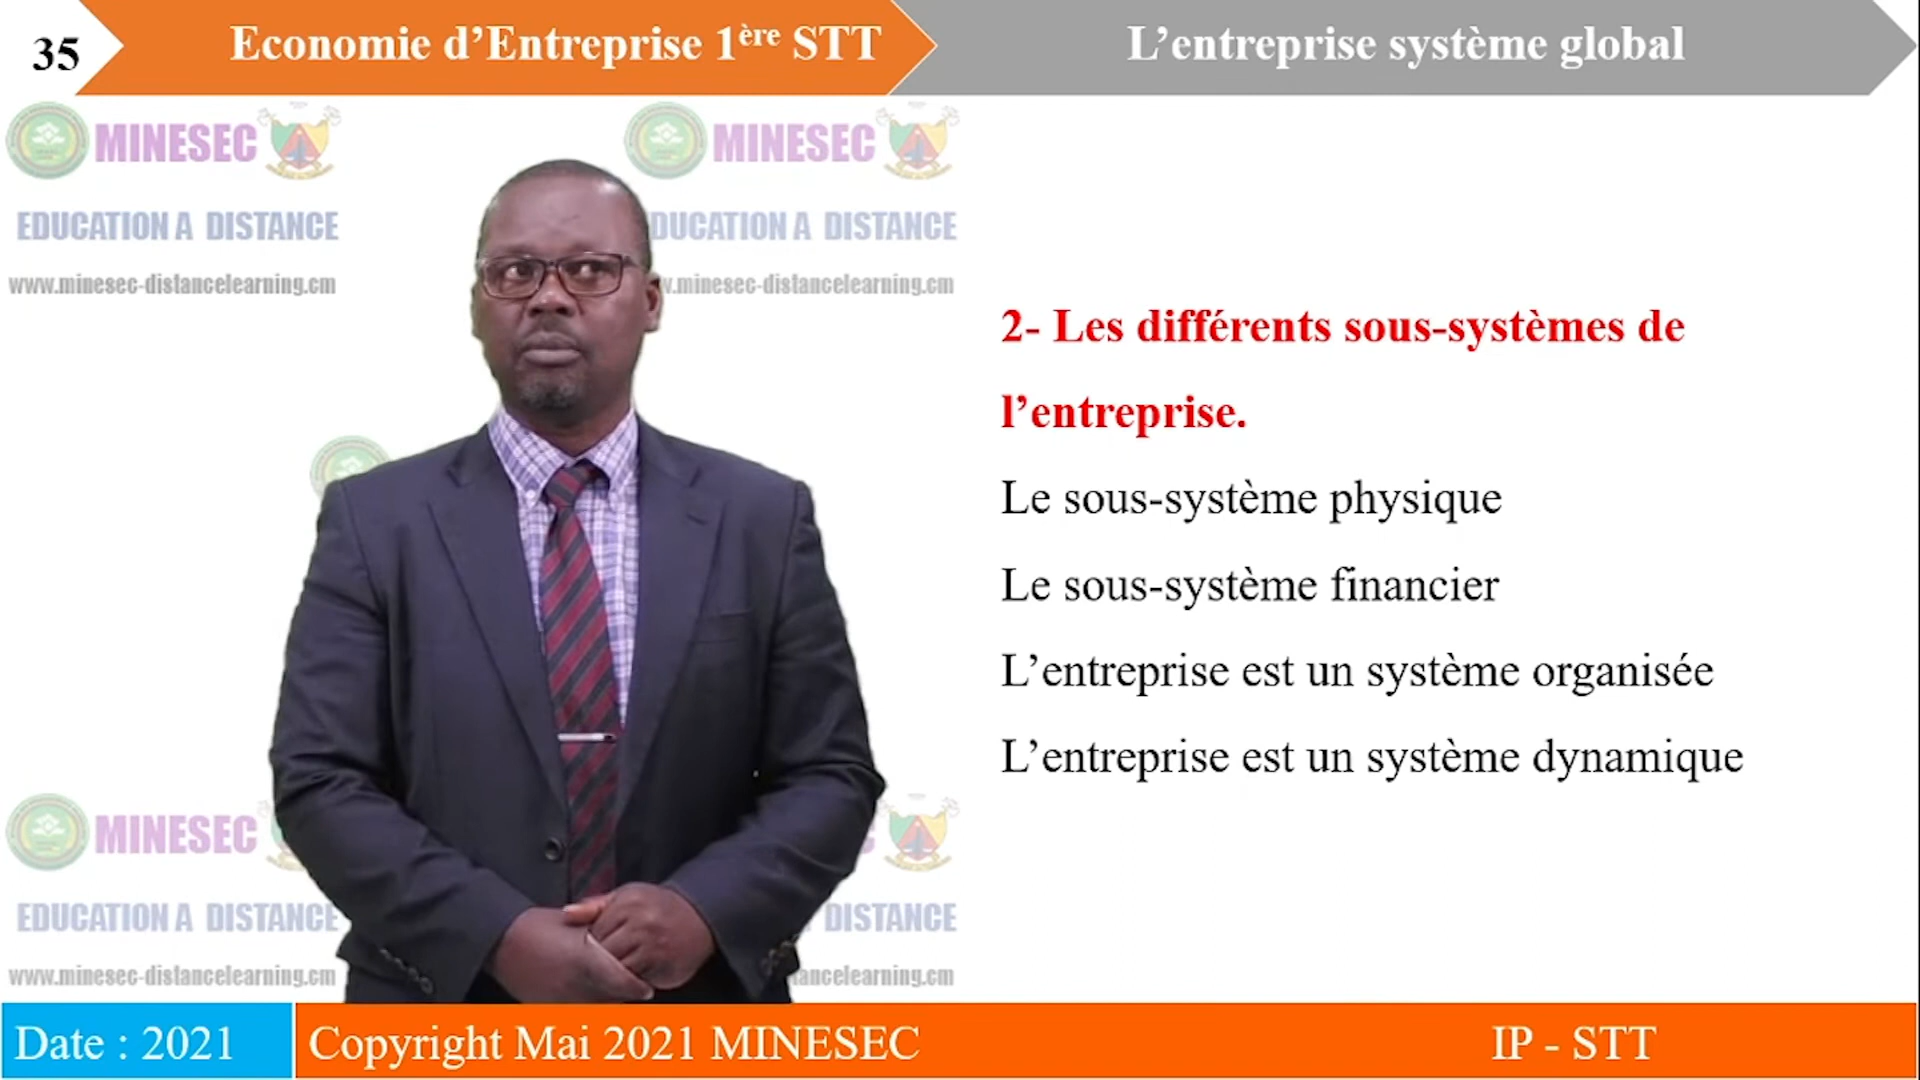 35
Economie d’Entreprise 1ère STT
L’entreprise système global
MINESEC
MINESEC
EDUCATION A DISTANCE
DUCATION A DISTANCE
www.minesec-distancelearning.cm
.minesec-distancelearning.cm
2- Les différents sous-systèmes de
l’entreprise.
Le sous-système physique
Le sous-système financier
L’entreprise est un système organisée
L’entreprise est un système dynamique
MINESEC
EDUCATION A DISTANCE
DISTANCE
www.minesec-distancelearning.cm
ancelearning.cm
Date : 2021
Copyright Mai 2021 MINESEC
IP - STT